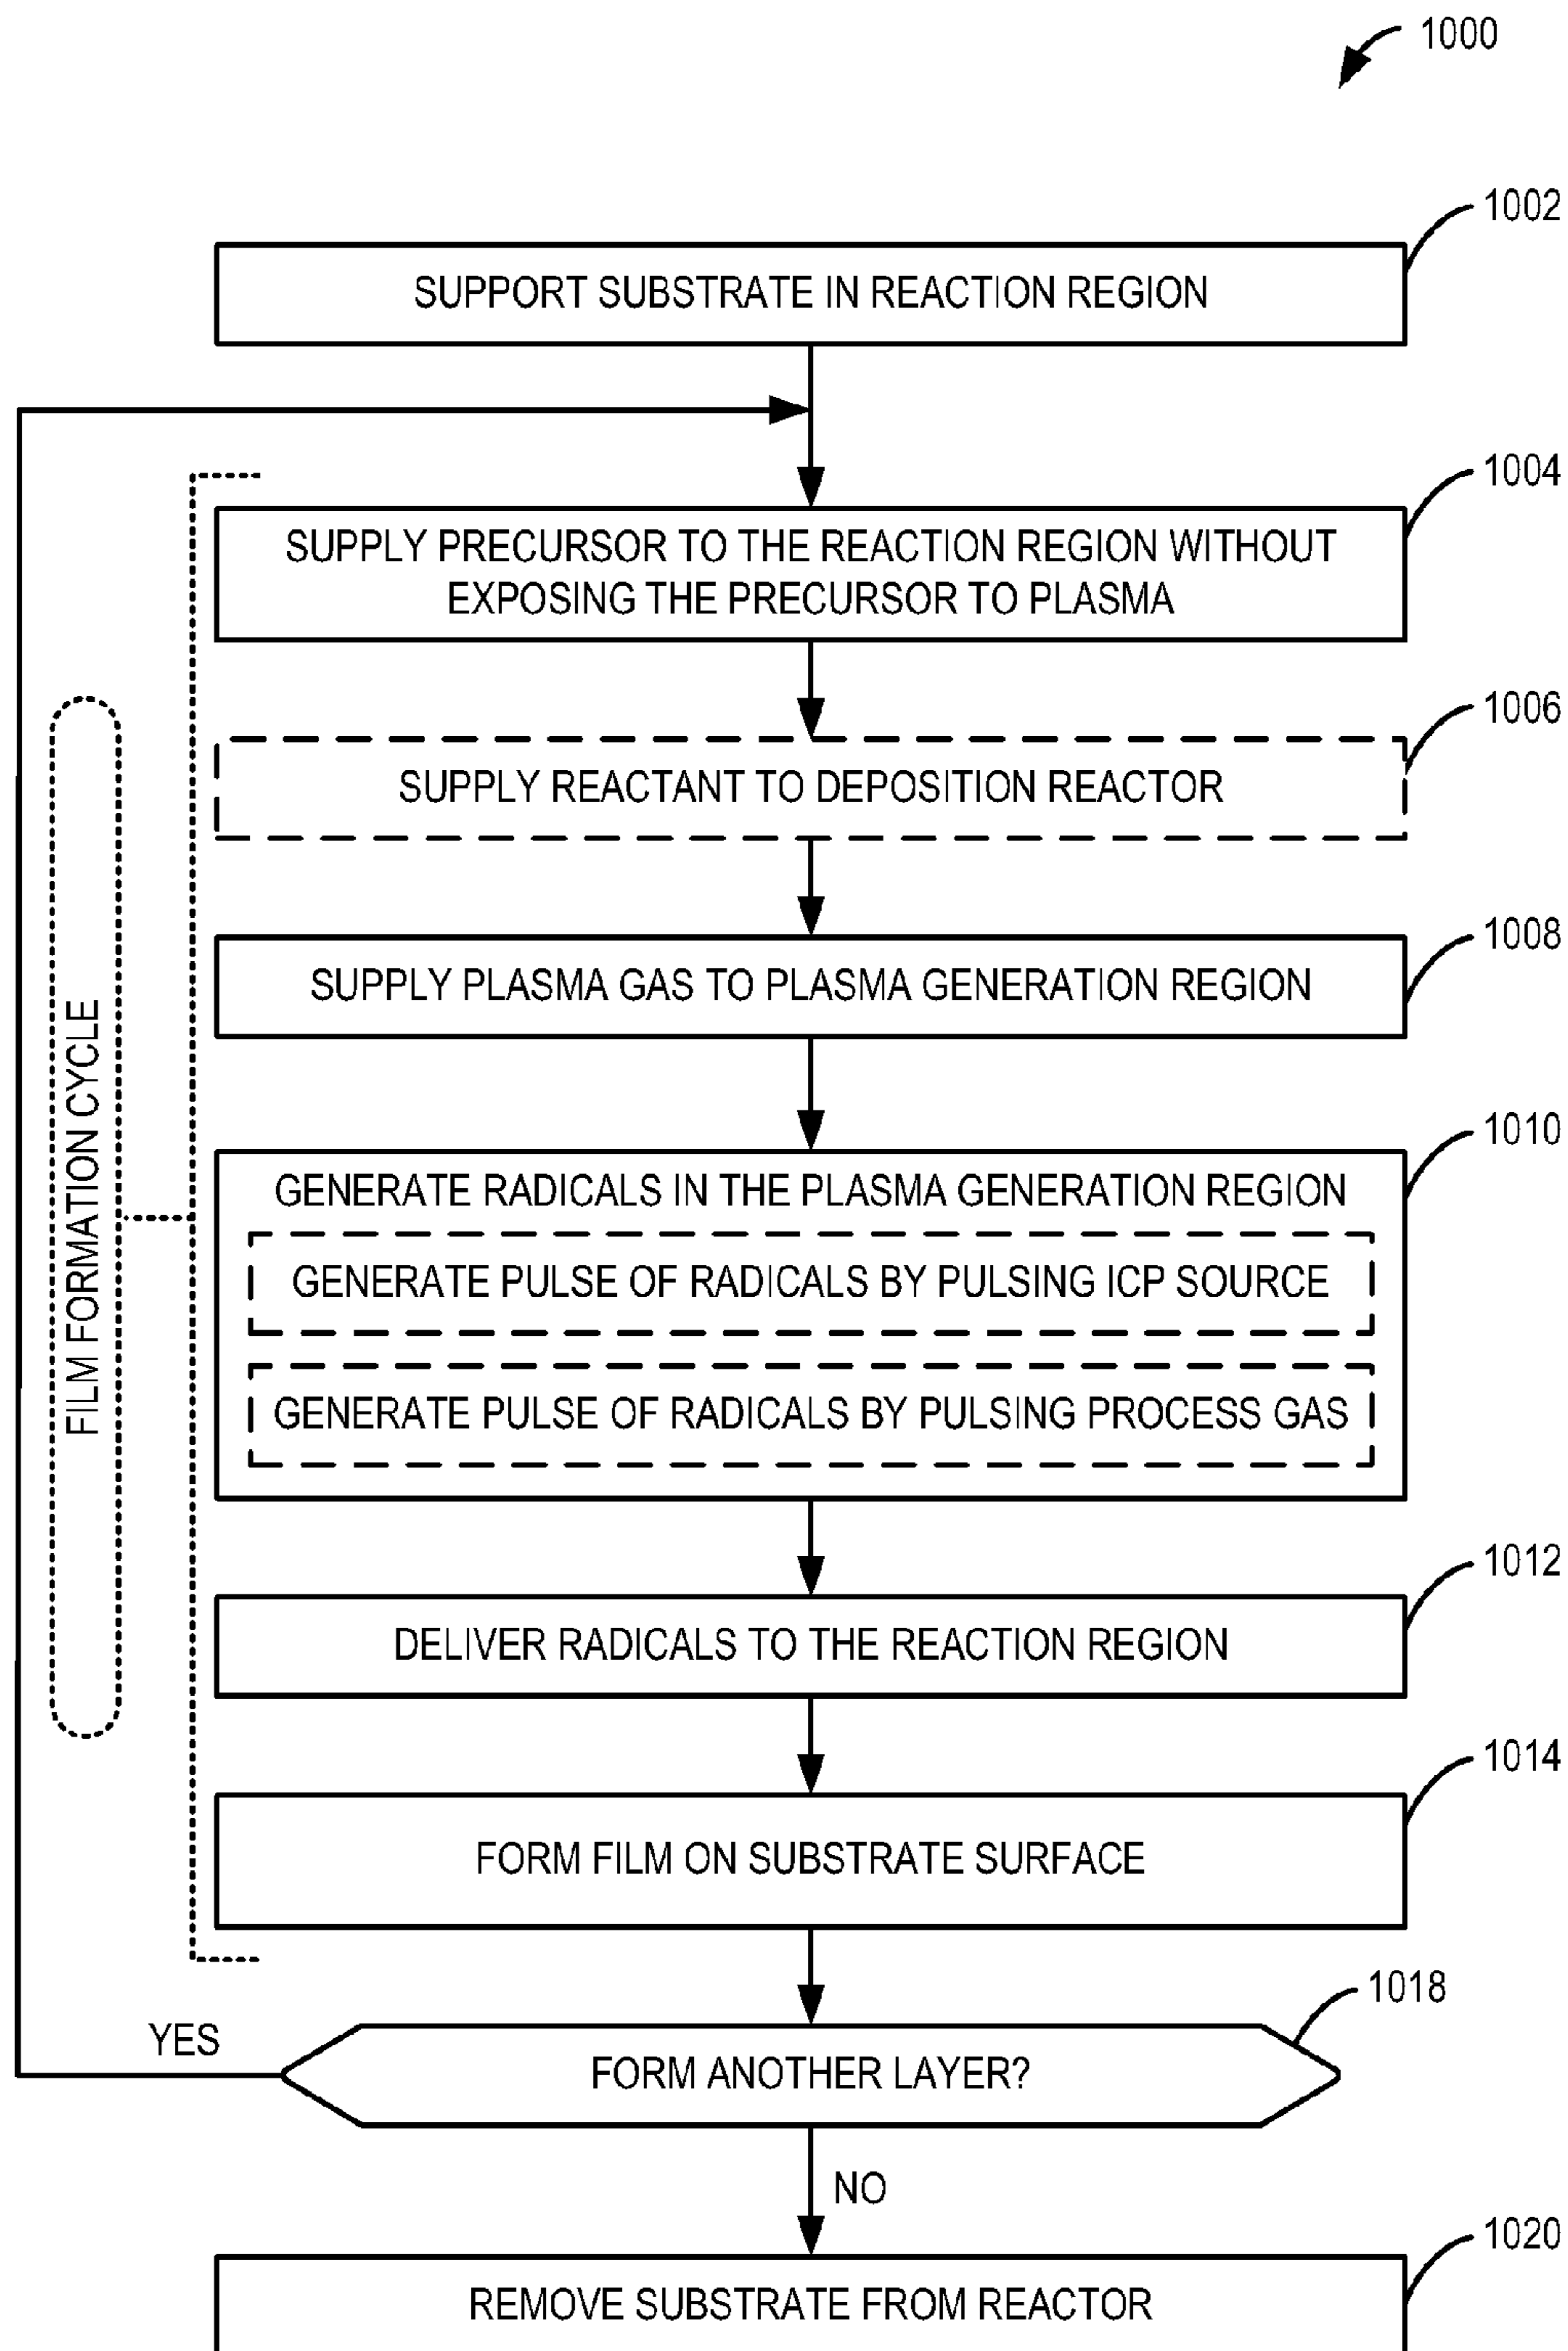 1000
1002
SUPPORT SUBSTRATE IN REACTION REGION
1004
SUPPLY PRECURSOR TO THE REACTION REGION WITHOUT
EXPOSING THE PRECURSOR TO PLASMA
1006
SUPPLY REACTANT TO DEPOSITION REACTOR
1008
SUPPLY PLASMA GAS TO PLASMA GENERATION REGION
FILM FORMATION CYCLE
1010
GENERATE RADICALS IN THE PLASMA GENERATION REGION
GENERATE PULSE OF RADICALS BY PULSING ICP SOURCE
GENERATE PULSE OF RADICALS BY PULSING PROCESS GAS
1012
DELIVER RADICALS TO THE REACTION REGION
1014
FORM FILM ON SUBSTRATE SURFACE
1018
YES
FORM ANOTHER LAYER?
NO
1020
REMOVE SUBSTRATE FROM REACTOR